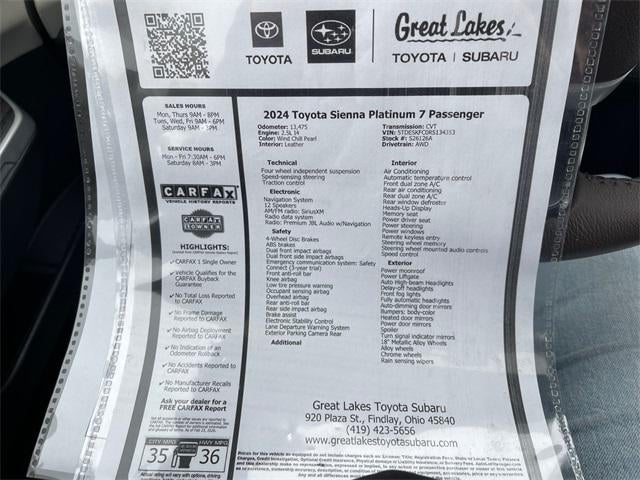 TOYOTA
SUBARU
Great Lakes
TOYOTA | SUBARU
SALES HOURS
Mon, Thurs 9AM - 8PM
Tues, Wed, Fri 9AM - 6PM
Saturday 9AM -
SERVICE HOURS
Mon - Fri 7:30AM - 6PM
Saturday 8AM - 3PM
CARFAX
VEHICLE HISTORY REPORTS
CARFAX
1 OWNER
HIGHLIGHTS:
✓ CARFAX 1 Single Owner
✓ Vehicle Qualifies for the
CARFAX Buyback
Guarantee
✓ No Total Loss Reported
to CARFAX
✓ No Frame Damage
Reported to CARFAX
✓ No Airbag Deployment
Reported to CARFAX
✓ No Indication of an
Odometer Rollback
✓ No Accidents Reported to
CARFAX
✓ No Manufacturer Recalls
Reported to CARFAX
Ask your dealer for a
FREE CARFAX Report
CITY MPG
35
HWY MPG
36
Actual rating will vary with options, driving
2024 Toyota Sienna Platinum 7 Passenger
Odometer: 13,475
Engine: 2.5L I4
Color: Wind Chill Pearl
Interior: Leather
Transmission: CVT
VIN: 5TDESKFC0RS134353
Stock #: S26126A
Drivetrain: AWD
Technical
Four wheel independent suspension
Speed-sensing steering
Traction control
Electronic
Navigation System
12 Speakers
AM/FM radio: SiriusXM
Radio data system
Radio: Premium JBL Audio w/Navigation
Safety
4-Wheel Disc Brakes
ABS brakes
Dual front impact airbags
Dual front side impact airbags
Emergency communication system: Safety
Connect (3-year trial)
Front anti-roll bar
Knee airbag
Low tire pressure warning
Occupant sensing airbag
Overhead airbag
Rear anti-roll bar
Rear side impact airbag
Brake assist
Electronic Stability Control
Lane Departure Warning System
Exterior Parking Camera Rear
Additional
Interior
Air Conditioning
Automatic temperature control
Front dual zone A/C
Rear air conditioning
Rear dual zone A/C
Rear window defroster
Heads-Up Display
Memory seat
Power driver seat
Power steering
Power windows
Remote keyless entry
Steering wheel memory
Steering wheel mounted audio controls
Speed control
Exterior
Power moonroof
Power Liftgate
Auto High-beam Headlights
Delay-off headlights
Front fog lights
Fully automatic headlights
Auto-dimming door mirrors
Bumpers: body-color
Heated door mirrors
Power door mirrors
Spoiler
Turn signal indicator mirrors
18" Metallic Alloy Wheels
Alloy wheels
Chrome wheels
Rain sensing wipers
Great Lakes Toyota Subaru
920 Plaza St., Findlay, Ohio 45840
(419) 423-5656
www.greatlakestoyotasubaru.com